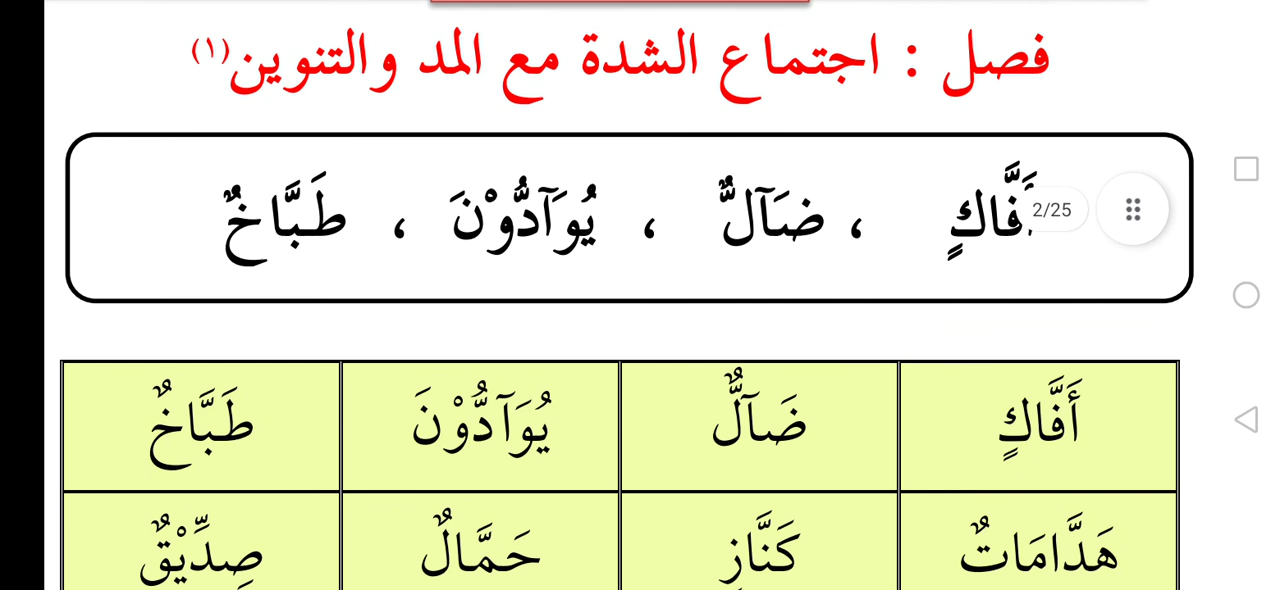 فصل : اجتماع الشدة مع المد والتنوين(١)
أَفَّاكٍ ، ضَآلٌّ ، يُوَآدُّوْنَ ، طَبَّاخٌ
2/25
أَفَّاكٍ ضَآلٌّ يُوَآدُّوْنَ طَبَّاخٌ
هَدَّامَاتٌ كَنَّازِ حَمَّالٌ صِدِّيْقٌ